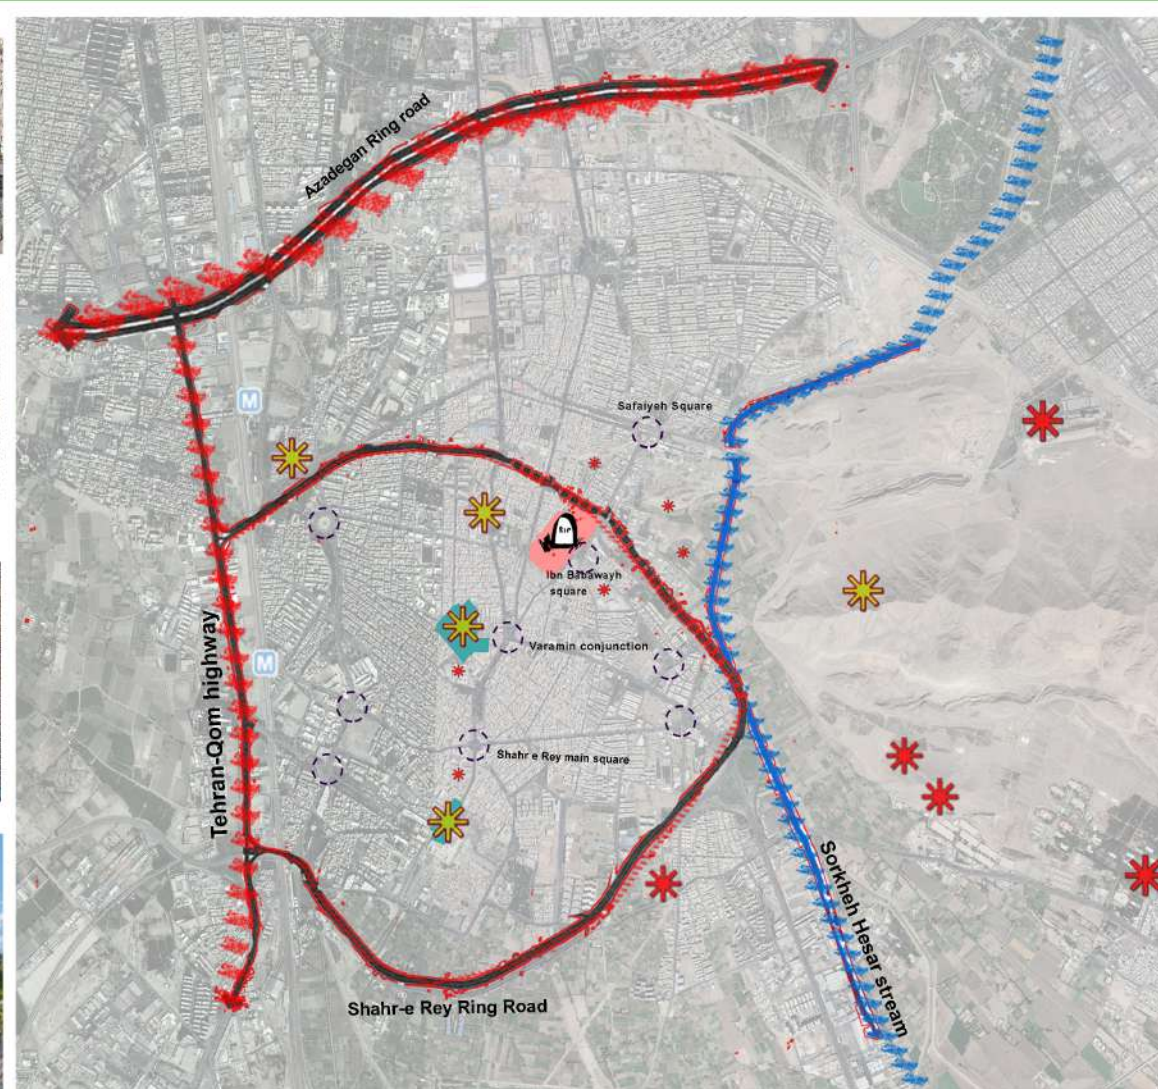 Azadegan Ring road
M
Safaiyeh Square
R.I.P
Ibn Babawayh
square
Tehran-Qom highway
Varamin conjunction
M
Shahr e Rey main square
Sorkheh Hesar stream
Shahr-e Rey Ring Road